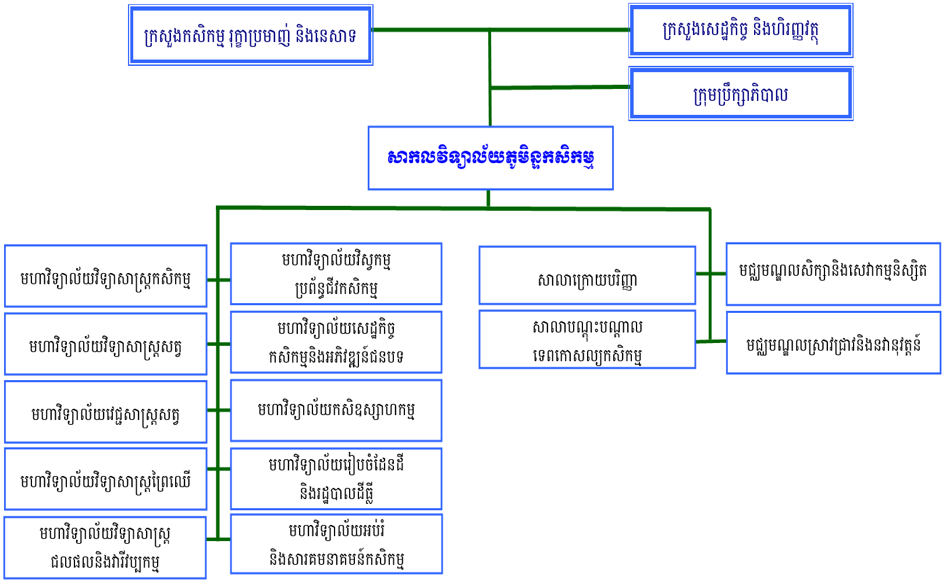 ក្រសួងកសិកម្ម រុក្ខាប្រមាញ់ និងនេសាទ
ក្រសួងសេដ្ឋកិច្ច និងហិរញ្ញវត្ថុ
ក្រុមប្រឹក្សាភិបាល
សាកលវិទ្យាល័យភូមិន្ទកសិកម្ម
មហាវិទ្យាល័យវិទ្យាសាស្ត្រកសិកម្ម
មហាវិទ្យាល័យវិស្វកម្ម
ប្រព័ន្ធជីវកសិកម្ម
មហាវិទ្យាល័យវិទ្យាសាស្ត្រសត្វ
មហាវិទ្យាល័យសេដ្ឋកិច្ច
កសិកម្មនិងអភិវឌ្ឍន៍ជនបទ
មហាវិទ្យាល័យវេជ្ជសាស្ត្រសត្វ
មហាវិទ្យាល័យកសិឧស្សាហកម្ម
មហាវិទ្យាល័យវិទ្យាសាស្ត្រព្រៃឈើ
មហាវិទ្យាល័យរៀបចំដែនដី
និងរដ្ឋបាលដីធ្លី
មហាវិទ្យាល័យវិទ្យាសាស្ត្រ
ជលផលនិងវារីវប្បកម្ម
មហាវិទ្យាល័យអប់រំ
និងសារគមនាគមន៍កសិកម្ម
សាលាក្រោយបរិញ្ញា
មជ្ឈមណ្ឌលសិក្សានិងសេវាកម្មនិស្សិត
សាលាបណ្តុះបណ្តាល
ទេពកោសល្យកសិកម្ម
មជ្ឈមណ្ឌលស្រាវជ្រាវនិងនវានុវត្តន៍